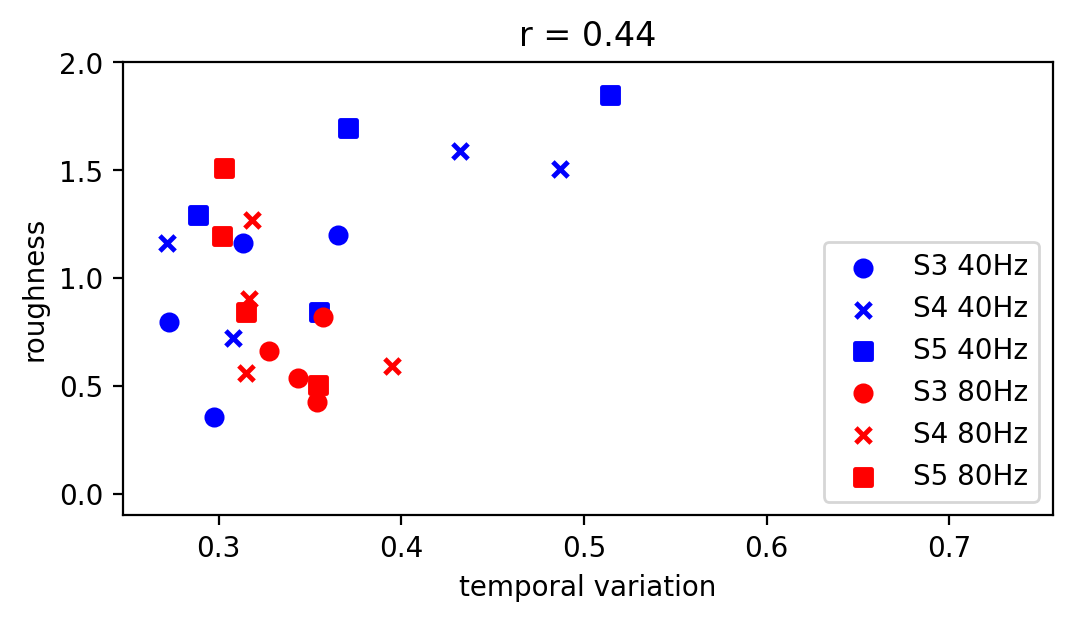 r = 0.44
2.0
1.5
1.0
0.5
0.0
roughness
S3 40Hz
S4 40Hz
S5 40Hz
S3 80Hz
S4 80Hz
S5 80Hz
0.3 0.4 0.5 0.6 0.7
temporal variation